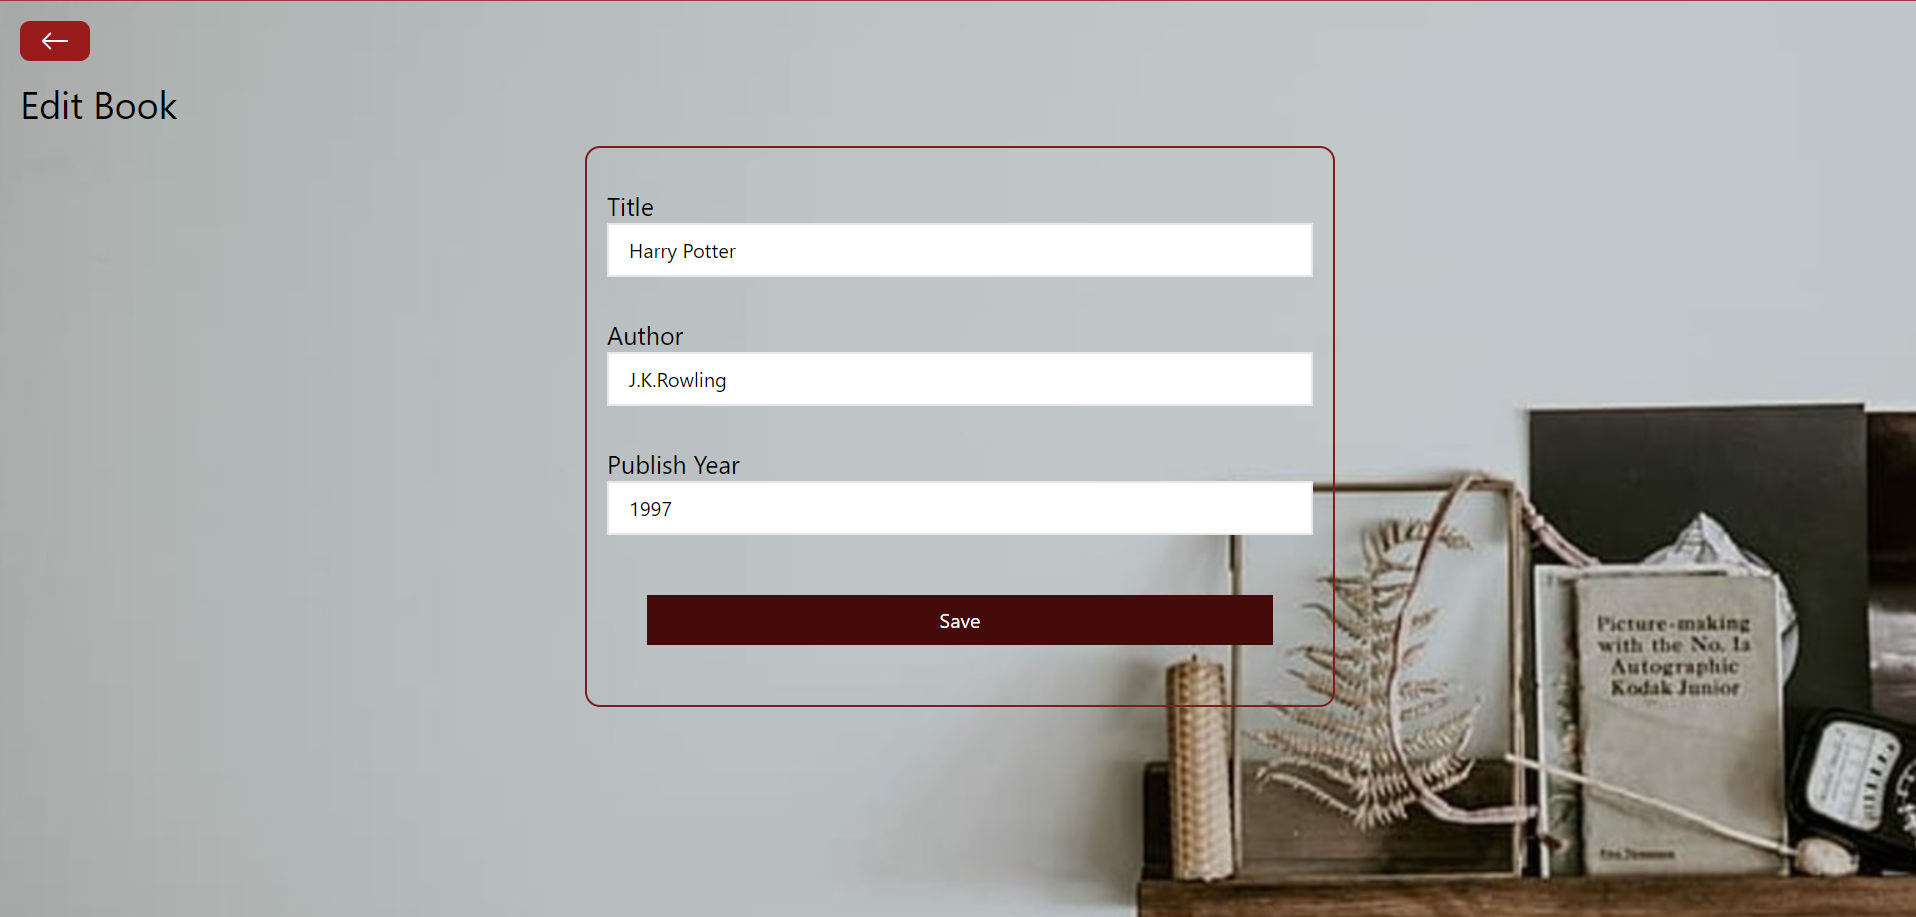 Edit Book
Title
Harry Potter
Author
J.K.Rowling
Publish Year
1997
Save
Picture-making
with the No. 1a
Autographic
Kodak Junior